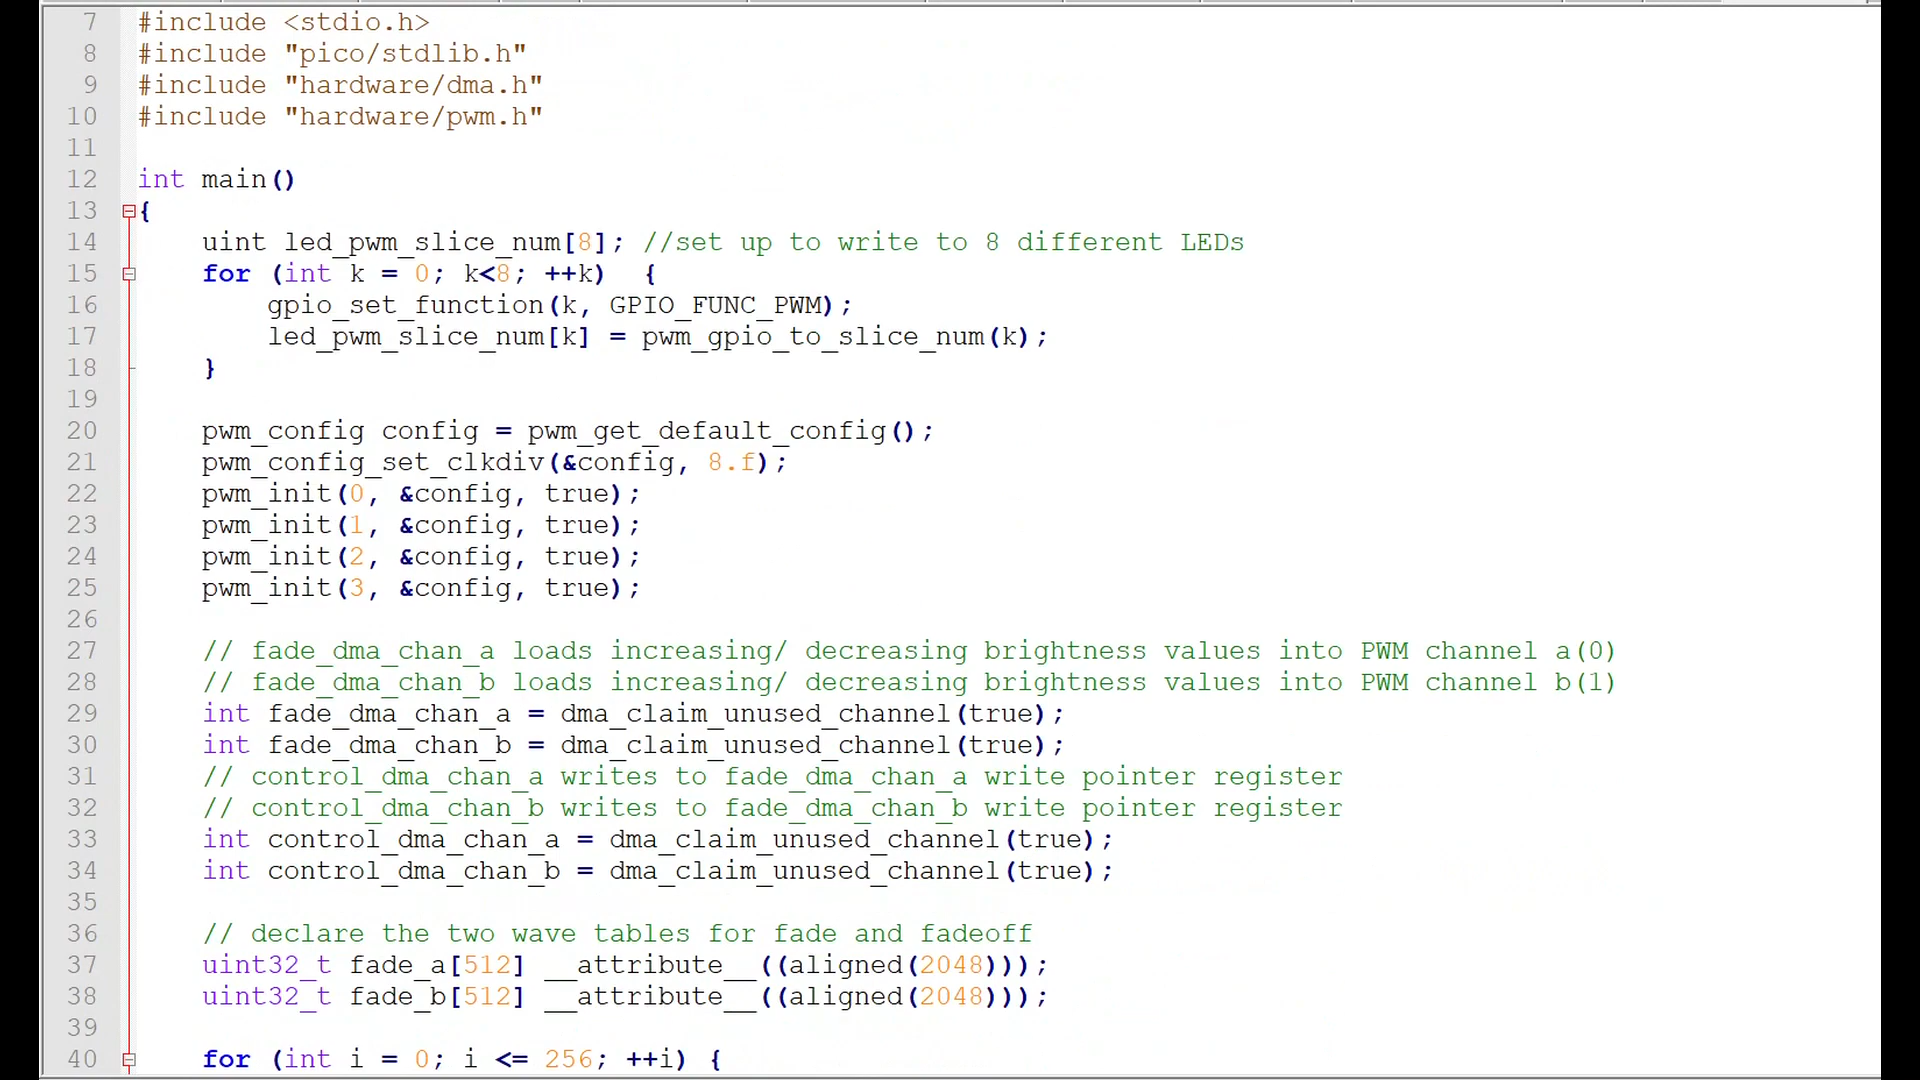 7 #include <stdio.h>
8 #include "pico/stdlib.h"
9 #include "hardware/dma.h"
10 #include "hardware/pwm.h"
11
12 int main()
13 {
14     uint led_pwm_slice_num[8]; //set up to write to 8 different LEDs
15     for (int k = 0; k<8; ++k)  {
16         gpio_set_function(k, GPIO_FUNC_PWM);
17         led_pwm_slice_num[k] = pwm_gpio_to_slice_num(k);
18     }
19
20     pwm_config config = pwm_get_default_config();
21     pwm_config_set_clkdiv(&config, 8.f);
22     pwm_init(0, &config, true);
23     pwm_init(1, &config, true);
24     pwm_init(2, &config, true);
25     pwm_init(3, &config, true);
26
27     // fade_dma_chan_a loads increasing/ decreasing brightness values into PWM channel a(0)
28     // fade_dma_chan_b loads increasing/ decreasing brightness values into PWM channel b(1)
29     int fade_dma_chan_a = dma_claim_unused_channel(true);
30     int fade_dma_chan_b = dma_claim_unused_channel(true);
31     // control_dma_chan_a writes to fade_dma_chan_a write pointer register
32     // control_dma_chan_b writes to fade_dma_chan_b write pointer register
33     int control_dma_chan_a = dma_claim_unused_channel(true);
34     int control_dma_chan_b = dma_claim_unused_channel(true);
35
36     // declare the two wave tables for fade and fadeoff
37     uint32_t fade_a[512] __attribute__((aligned(2048)));
38     uint32_t fade_b[512] __attribute__((aligned(2048)));
39
40     for (int i = 0; i <= 256; ++i) {